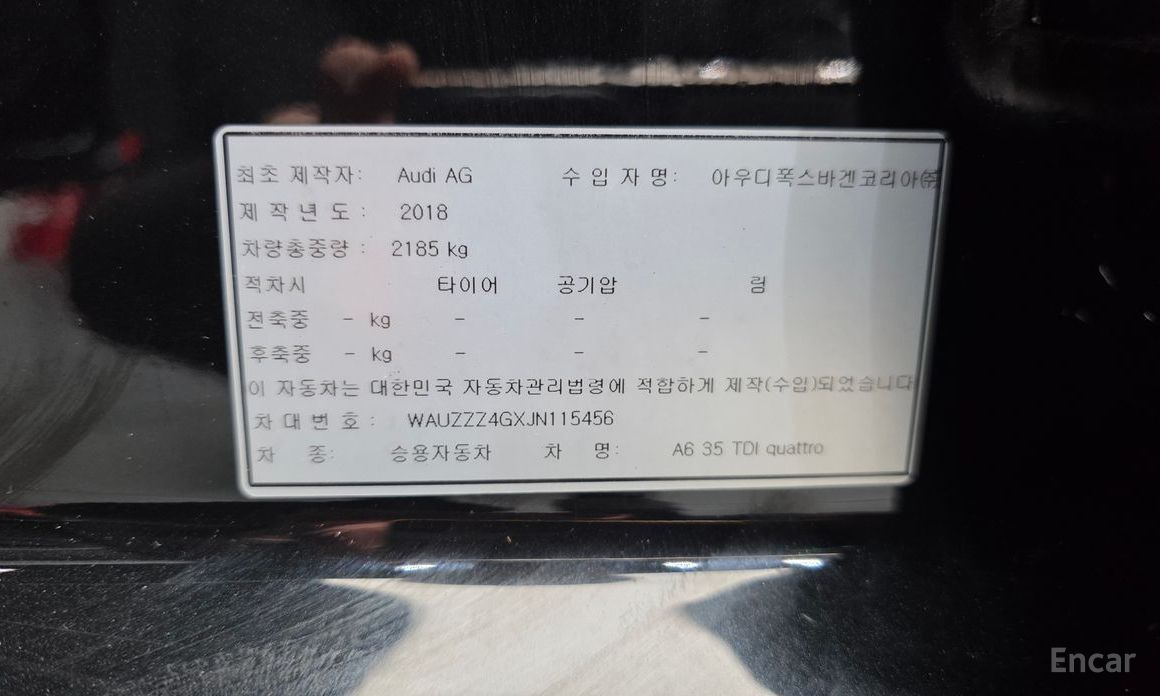 최초 제작자: Audi AG 수 입 자 명: 아우디폭스바겐코리아㈜
제 작 년 도 : 2018
차량총중량 : 2185 kg
적차시 타이어 공기압 림
전축중 - kg - - -
후축중 - kg - - -
이 자동차는 대한민국 자동차관리법령에 적합하게 제작(수입)되었습니다
차 대 번 호 : WAUZZZ4GXJN115456
차 종: 승용자동차 차 명: A6 35 TDI quattro
Encar